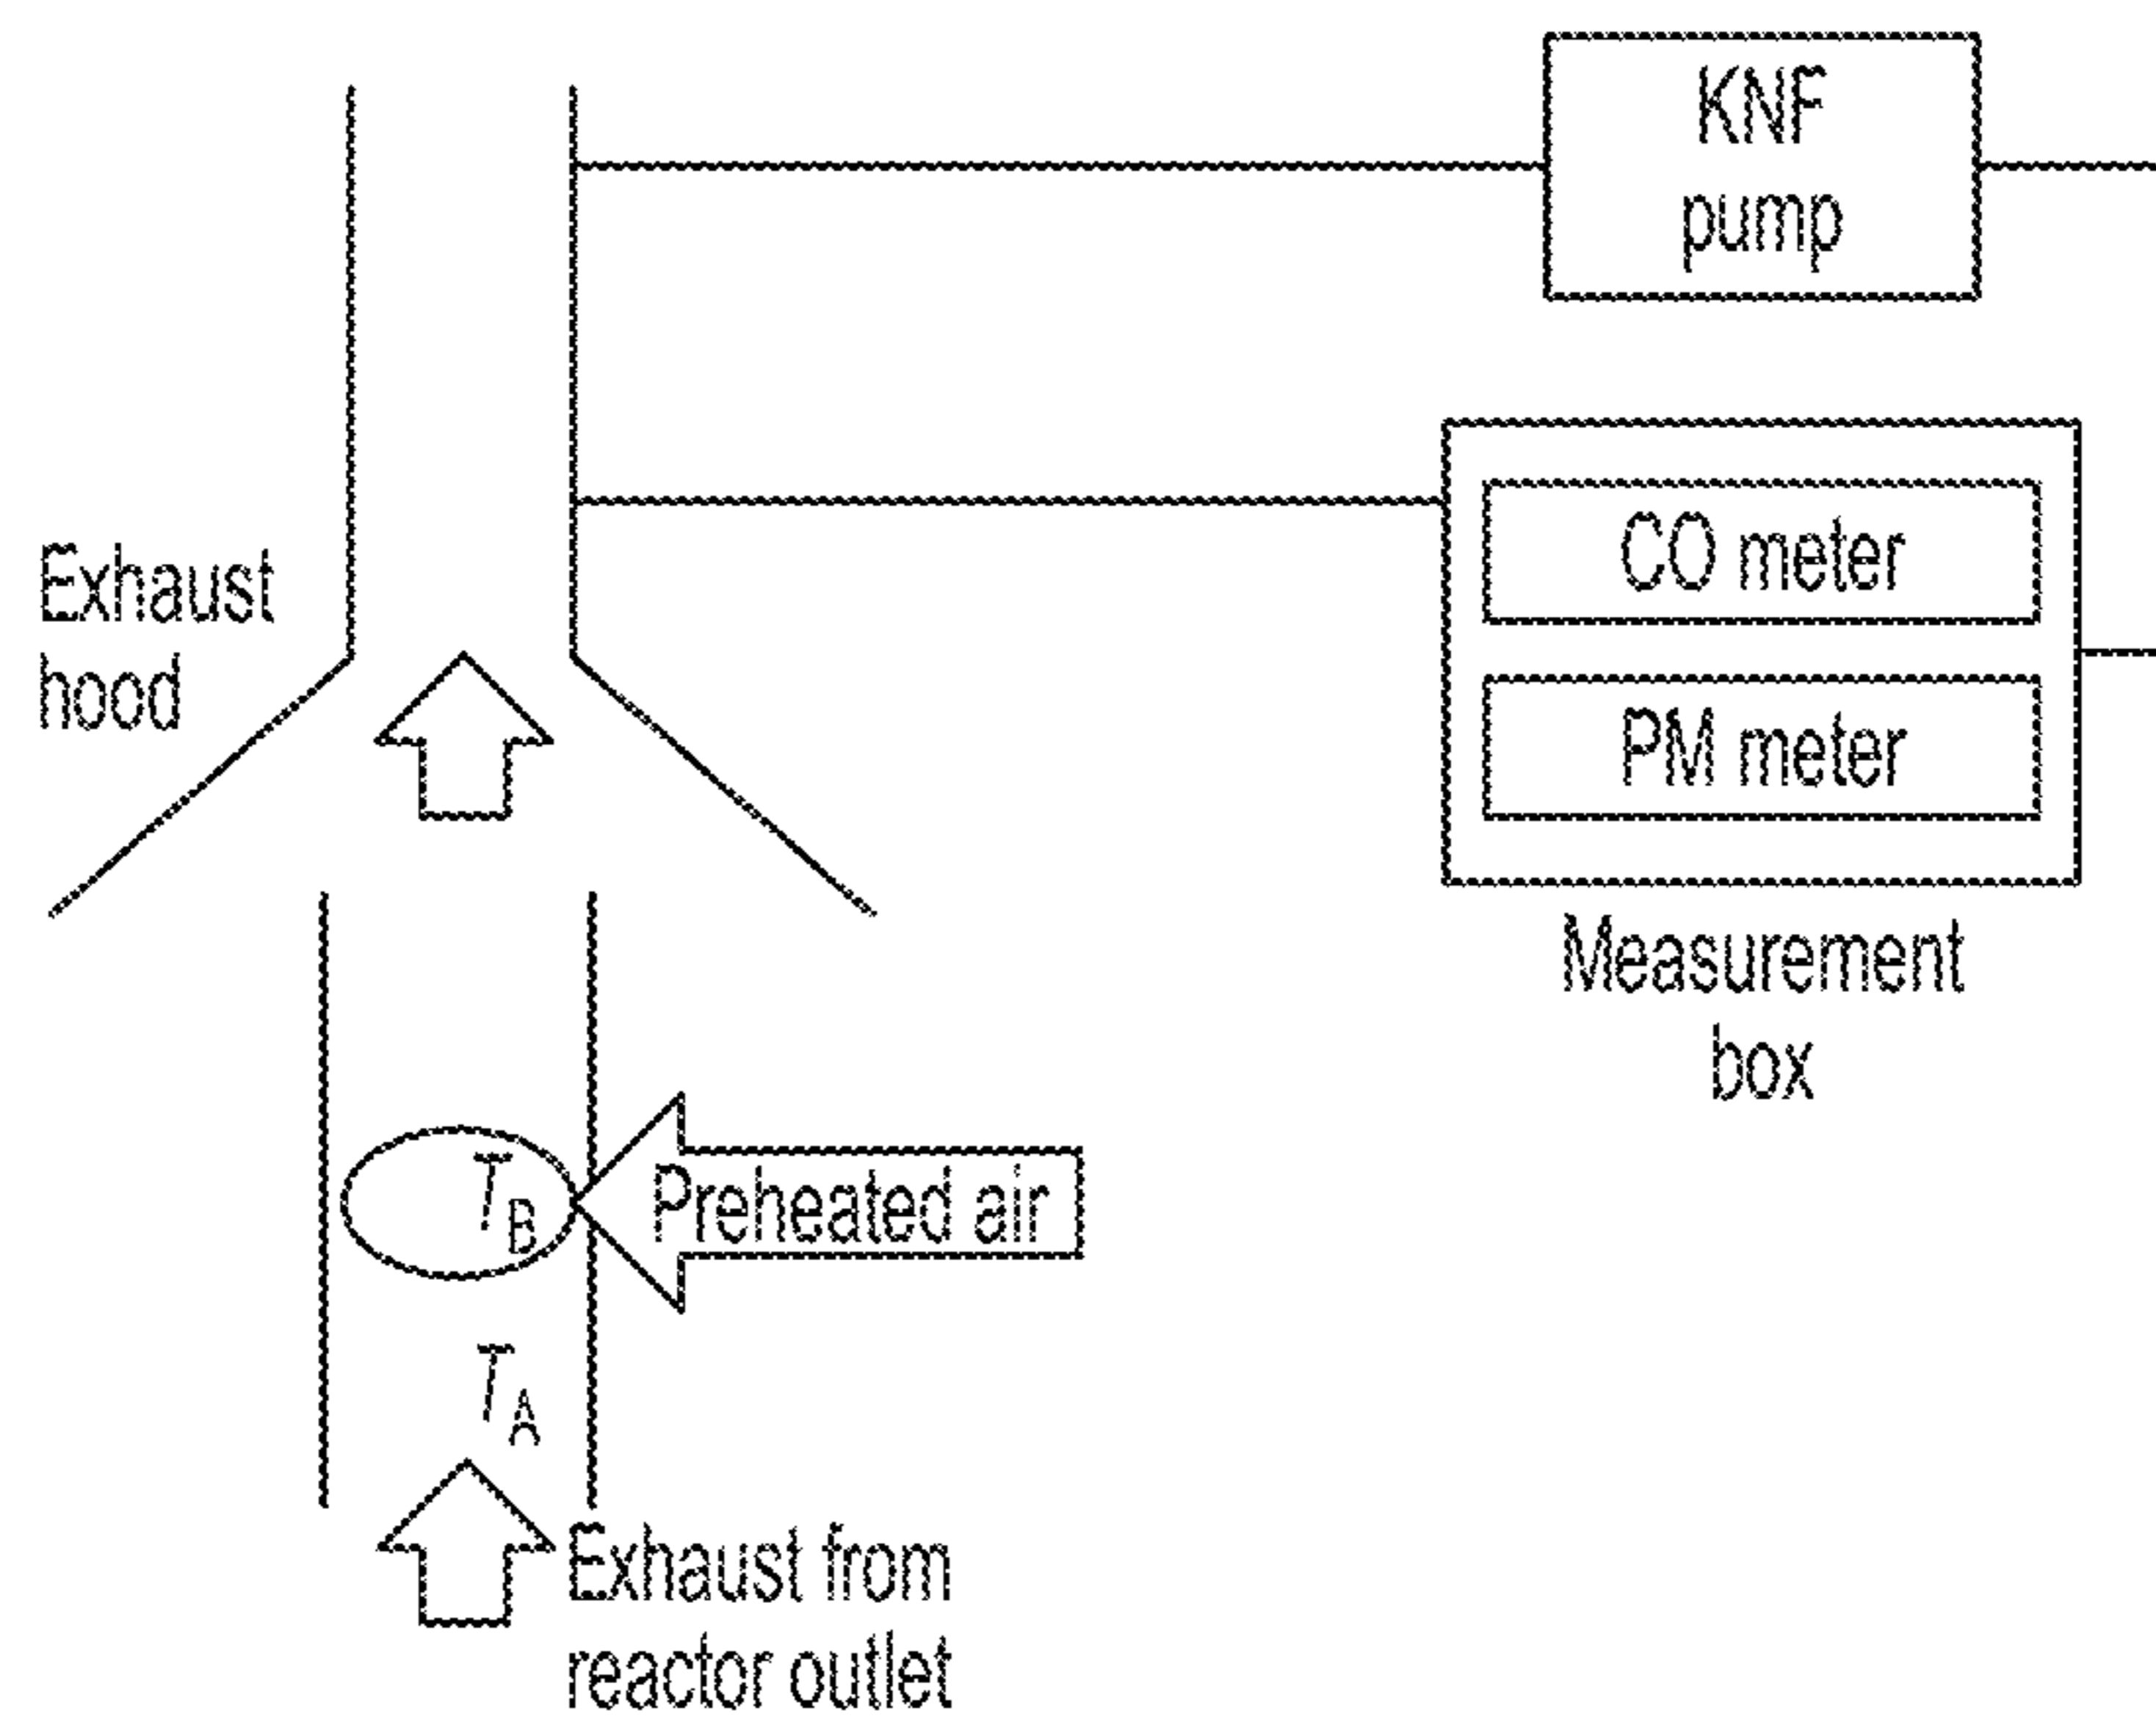 KNF
pump
CO meter
Exhaust
hood
PM meter
Measurement
box
T_B
Preheated air
T_A
Exhaust from
reactor outlet